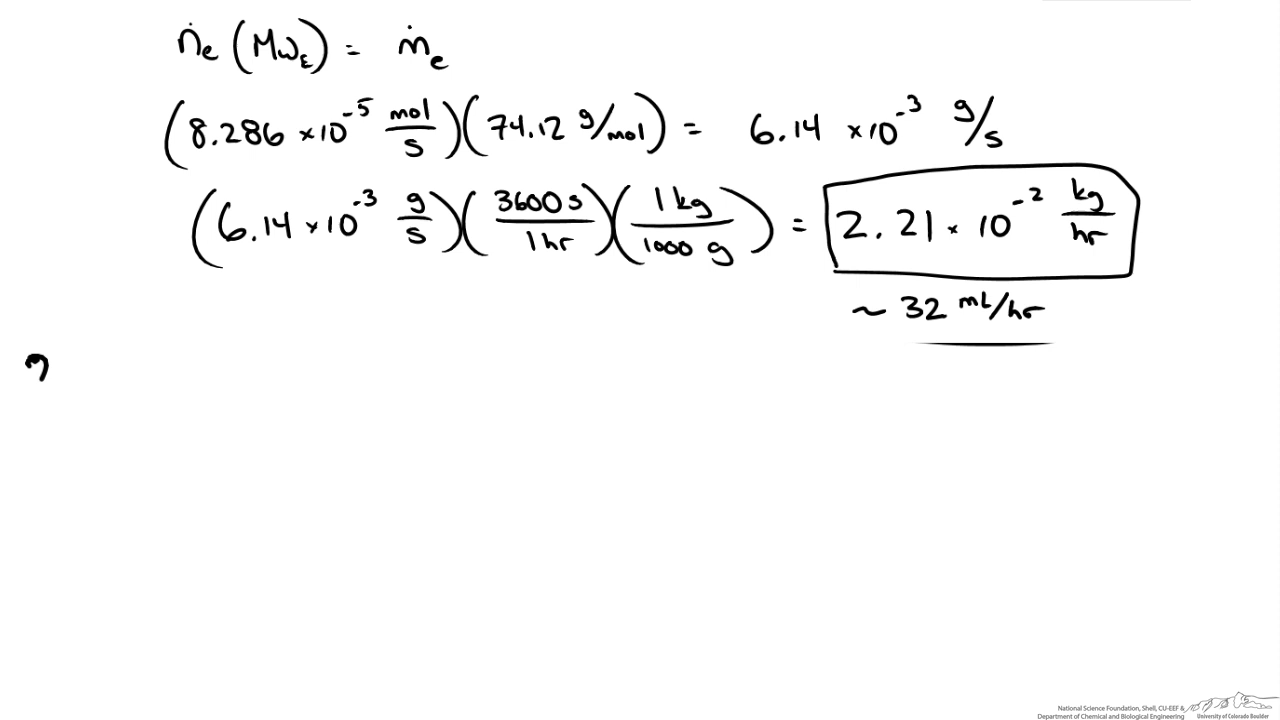 ṅₑ (MW_E) = ṁₑ
(8.286 × 10⁻⁵ mol/s)(74.12 g/mol) = 6.14 × 10⁻³ g/s
(6.14 × 10⁻³ g/s)(3600 s/1 hr)(1 kg/1000 g) = 2.21 × 10⁻² kg/hr
~ 32 mL/hr
National Science Foundation, Shell, CU-EEF &
Department of Chemical and Biological Engineering
University of Colorado Boulder